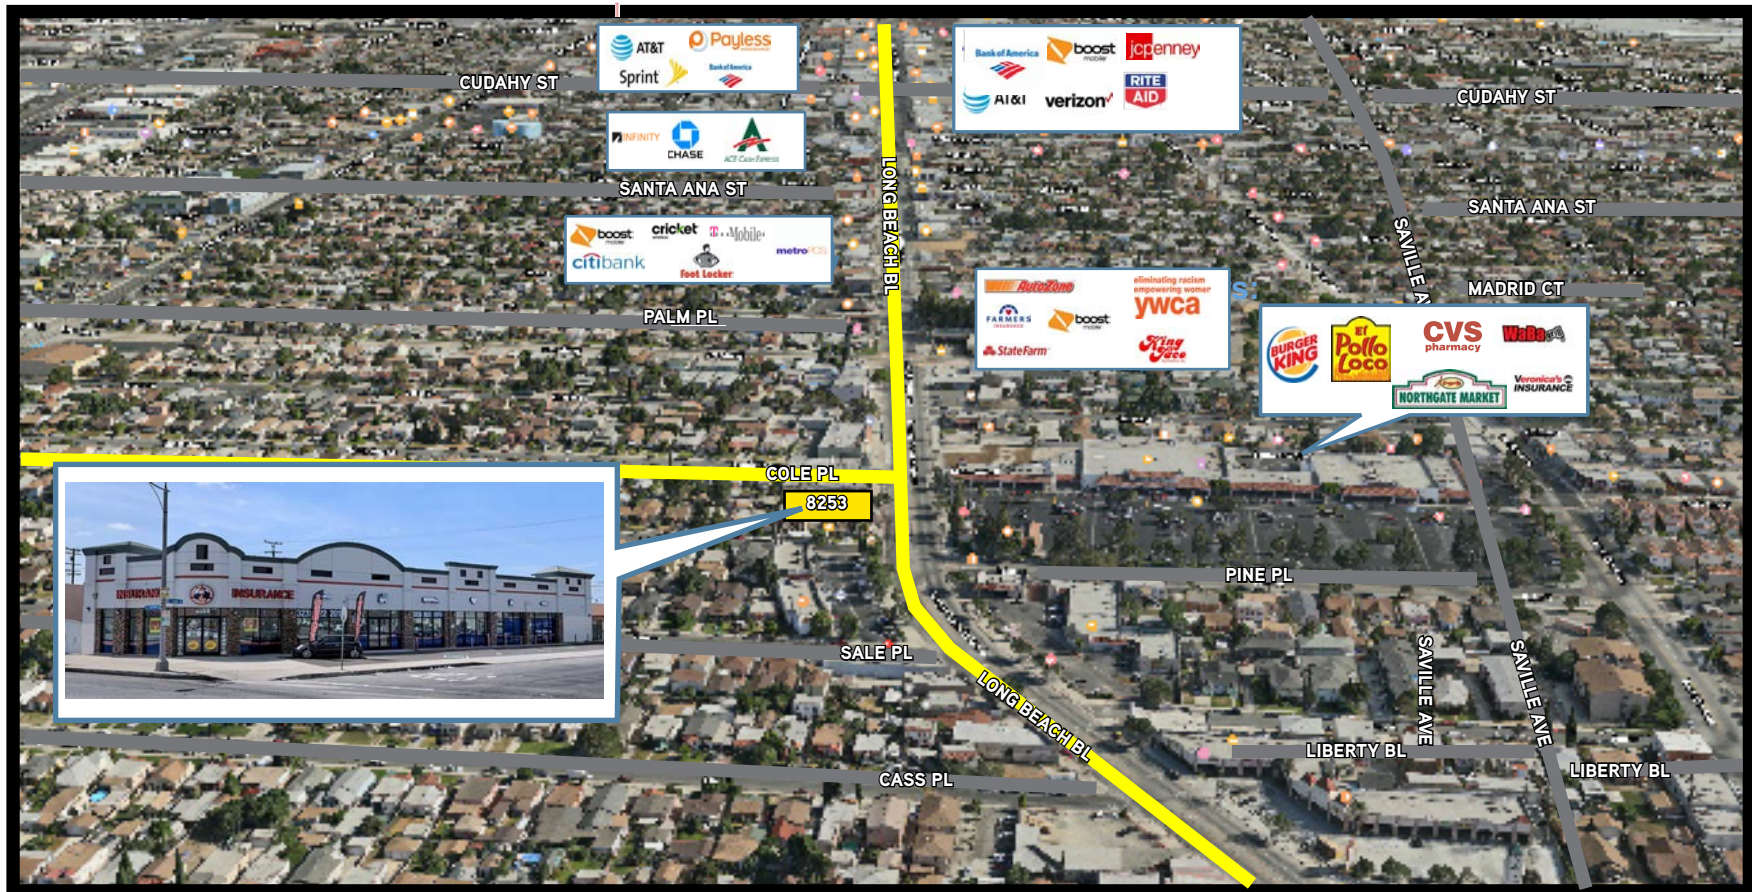 AT&T
Payless
Sprint
Bank of America
Bank of America
boost
mobile
jcpenney
AT&T
verizon
RITE
AID
CUDAHY ST
CUDAHY ST
INFINITY
CHASE
ACE CASH EXPRESS
SANTA ANA ST
SANTA ANA ST
LONG BEACH BL
boost
mobile
cricket
T Mobile
citibank
Foot Locker
metroPCS
SAVILLE AV
AutoZone
eliminating racism
empowering women
ywca
s:
FARMERS
INSURANCE
boost
mobile
StateFarm
King
Taco
MADRID CT
PALM PL
BURGER
KING
El
Pollo
Loco
CVS
pharmacy
WaBa
NORTHGATE MARKET
Veronica's
INSURANCE
COLE PL
8253
INSURANCE
INSURANCE
PINE PL
SALE PL
LONG BEACH BL
SAVILLE AVE
SAVILLE AVE
LIBERTY BL
LIBERTY BL
CASS PL